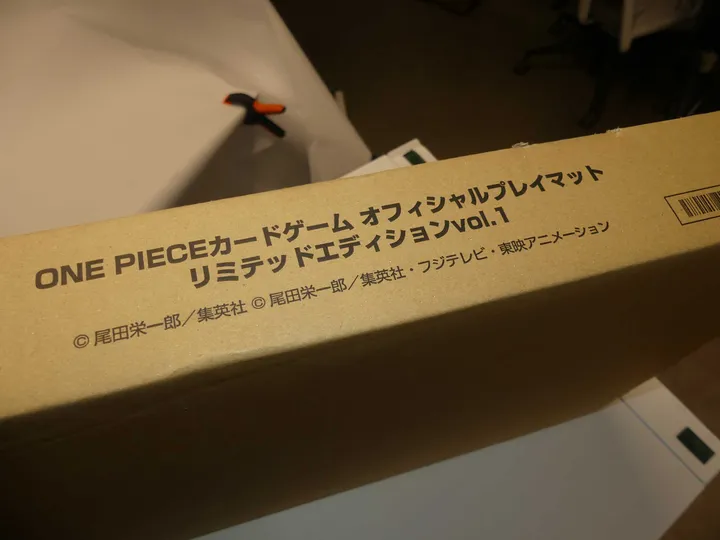 ONE PIECEカードゲーム オフィシャルプレイマット
リミテッドエディションvol.1
© 尾田栄一郎／集英社 © 尾田栄一郎／集英社・フジテレビ・東映アニメーション